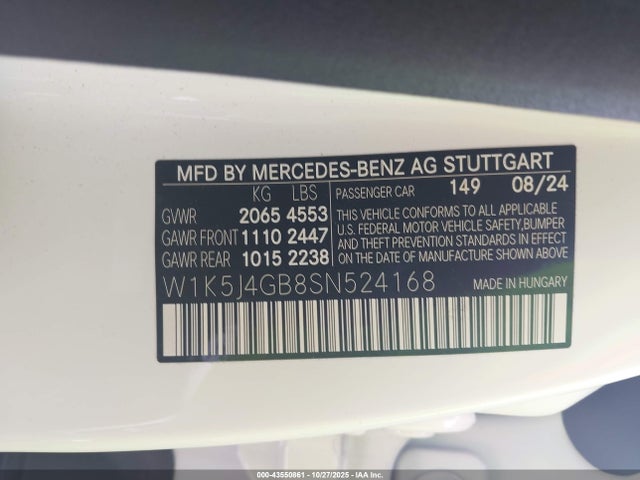 MFD BY MERCEDES-BENZ AG STUTTGART
KG LBS
PASSENGER CAR 149 08/24
GVWR 2065 4553
GAWR FRONT 1110 2447
GAWR REAR 1015 2238
THIS VEHICLE CONFORMS TO ALL APPLICABLE
U.S. FEDERAL MOTOR VEHICLE SAFETY,BUMPER
AND THEFT PREVENTION STANDARDS IN EFFECT
ON THE DATE OF MANUFACTURE SHOWN ABOVE.
W1K5J4GB8SN524168
MADE IN HUNGARY
000-43550861 | 10/27/2025 | IAA Inc.